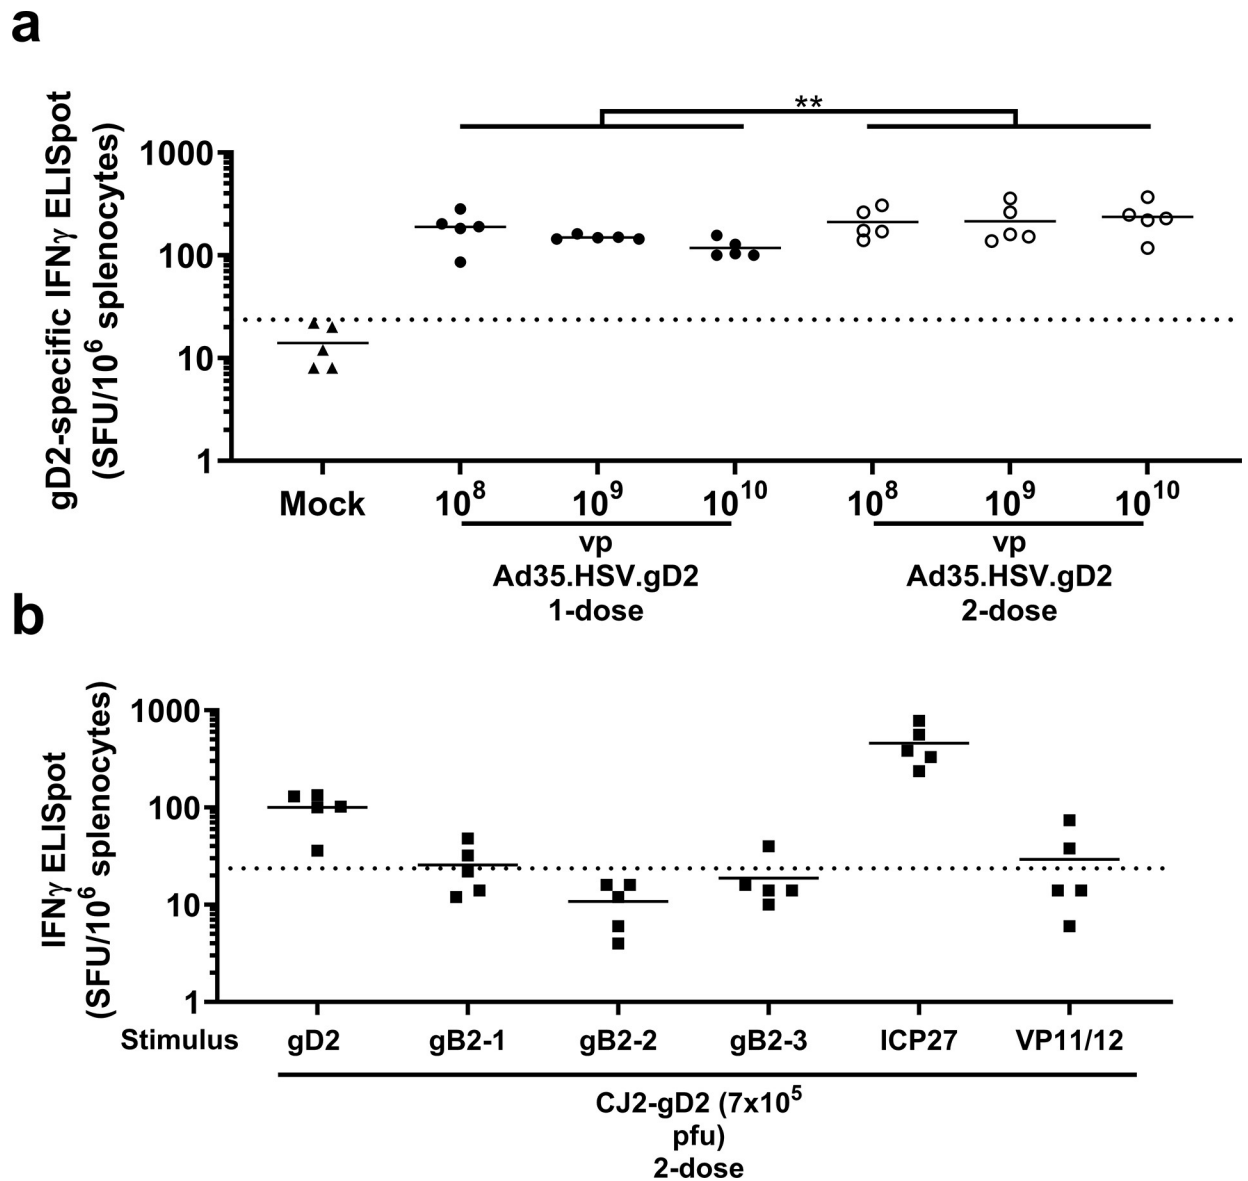 a
gD2-specific IFNγ ELISpot
(SFU/10⁶ splenocytes)
**
1000
100
10
1
Mock 10⁸ 10⁹ 10¹⁰ 10⁸ 10⁹ 10¹⁰
vp vp
Ad35.HSV.gD2 Ad35.HSV.gD2
1-dose 2-dose
b
IFNγ ELISpot
(SFU/10⁶ splenocytes)
1000
100
10
1
Stimulus gD2 gB2-1 gB2-2 gB2-3 ICP27 VP11/12
CJ2-gD2 (7x10⁵
pfu)
2-dose